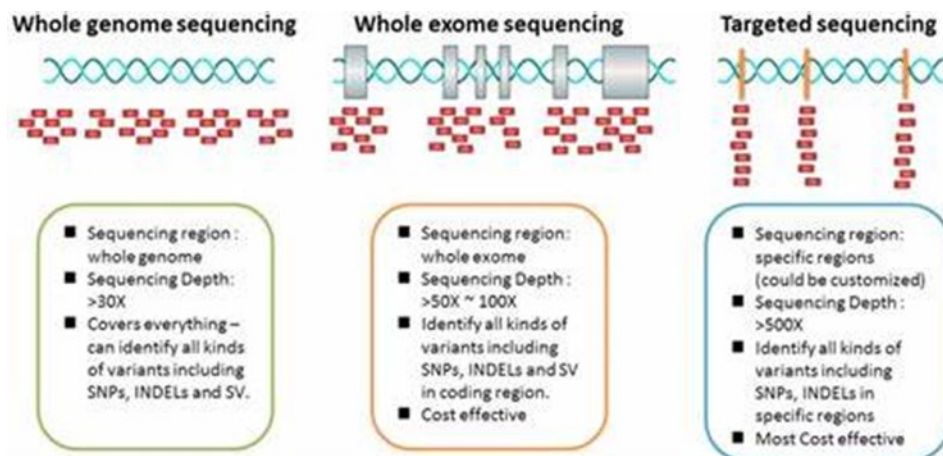 Whole genome sequencing
Whole exome sequencing
Targeted sequencing
■ Sequencing region :
whole genome
■ Sequencing Depth:
>30X
■ Covers everything –
can identify all kinds
of variants including
SNPs, INDELs and SV.
■ Sequencing region:
whole exome
■ Sequencing Depth :
>50X ~ 100X
■ Identify all kinds of
variants including
SNPs, INDELs and SV
in coding region.
■ Cost effective
■ Sequencing region:
specific regions
(could be customized)
■ Sequencing Depth :
>500X
■ Identify all kinds of
variants including
SNPs, INDELs in
specific regions
■ Most Cost effective